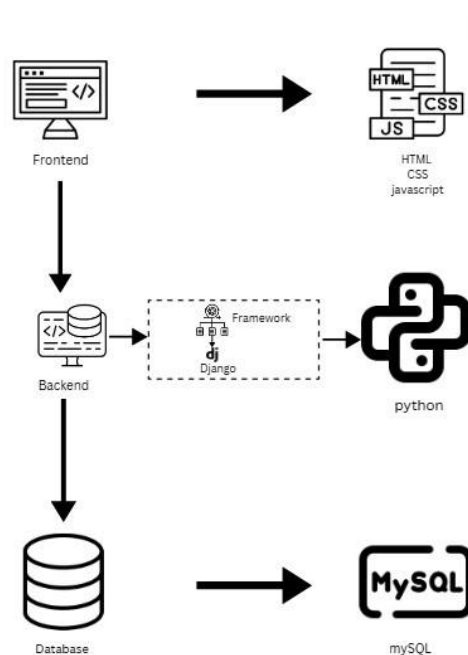 </>
HTML
CSS
JS
Frontend
HTML
CSS
javascript
</>
Framework
dj
Django
Backend
python
MySQL
Database
mySQL